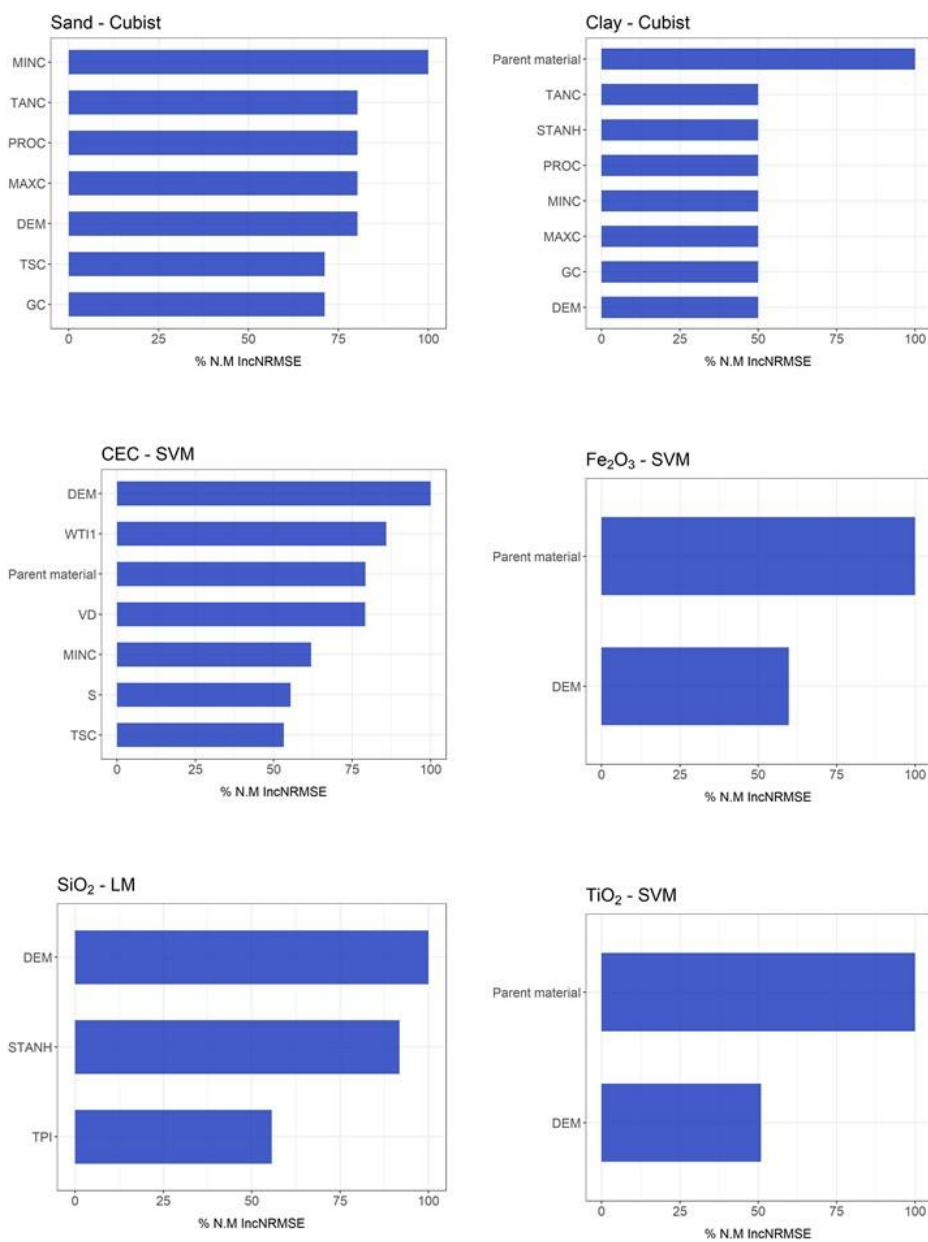 Sand - Cubist
MINC
TANC
PROC
MAXC
DEM
TSC
GC
0 25 50 75 100
% N.M IncNRMSE
Clay - Cubist
Parent material
TANC
STANH
PROC
MINC
MAXC
GC
DEM
0 25 50 75 100
% N.M IncNRMSE
CEC - SVM
DEM
WTI1
Parent material
VD
MINC
S
TSC
0 25 50 75 100
% N.M IncNRMSE
Fe₂O₃ - SVM
Parent material
DEM
0 25 50 75 100
% N.M IncNRMSE
SiO₂ - LM
DEM
STANH
TPI
0 25 50 75 100
% N.M IncNRMSE
TiO₂ - SVM
Parent material
DEM
0 25 50 75 100
% N.M IncNRMSE